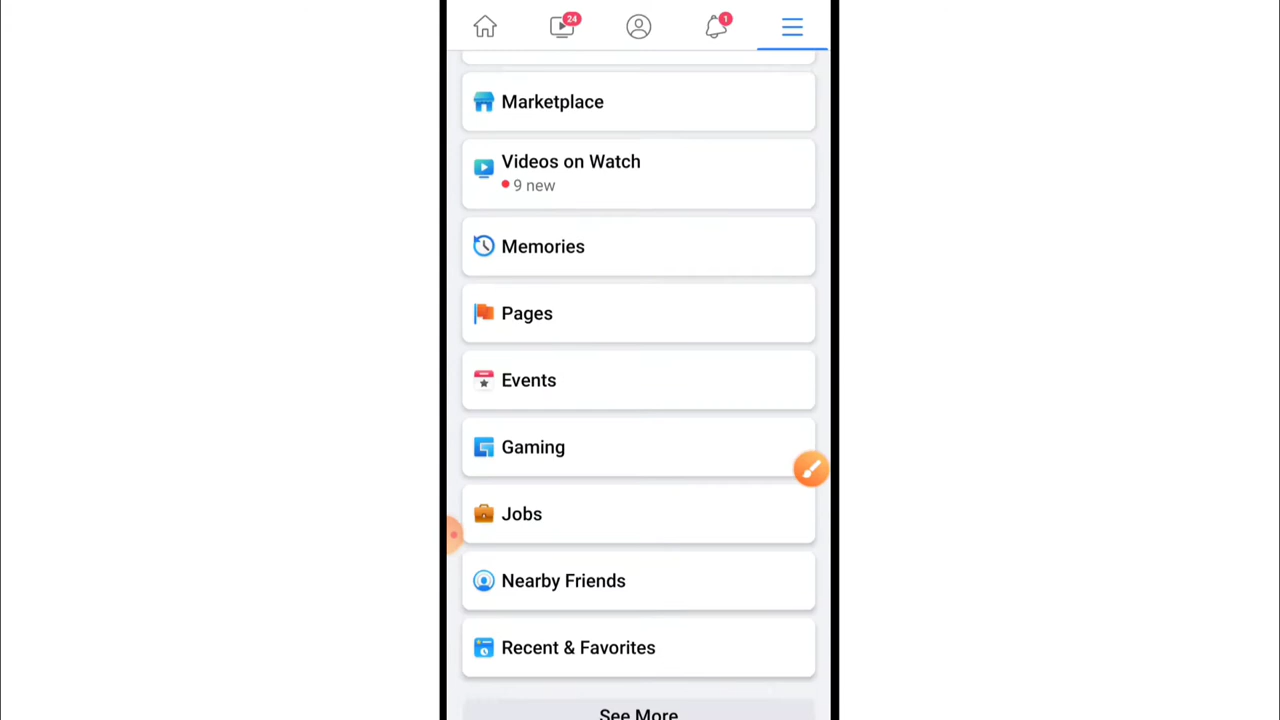 24
1
Marketplace
Videos on Watch
9 new
Memories
Pages
Events
Gaming
Jobs
Nearby Friends
Recent & Favorites
See More